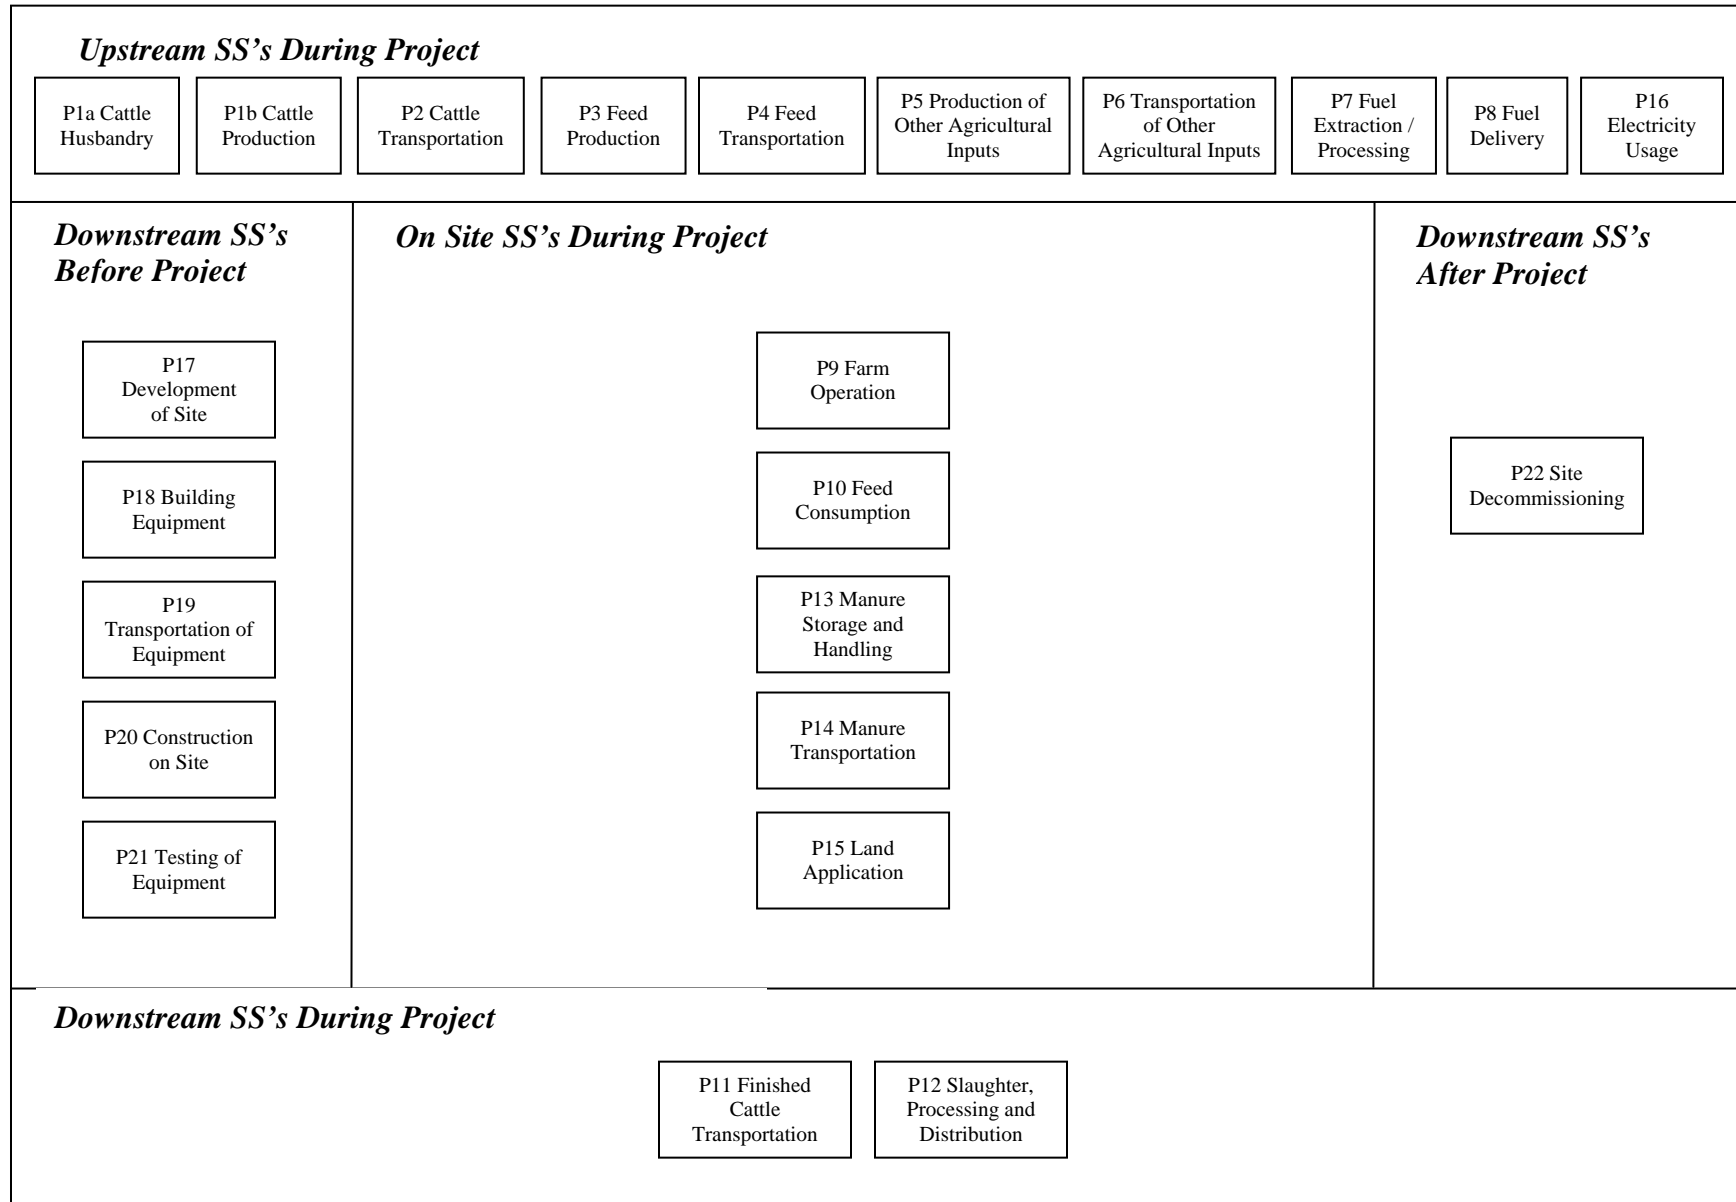 Upstream SS’s During Project
P1a Cattle
Husbandry
P1b Cattle
Production
P2 Cattle
Transportation
P3 Feed
Production
P4 Feed
Transportation
P5 Production of
Other Agricultural
Inputs
P6 Transportation
of Other
Agricultural Inputs
P7 Fuel
Extraction /
Processing
P8 Fuel
Delivery
P16
Electricity
Usage
Downstream SS’s
Before Project
P17
Development
of Site
P18 Building
Equipment
P19
Transportation of
Equipment
P20 Construction
on Site
P21 Testing of
Equipment
On Site SS’s During Project
P9 Farm
Operation
P10 Feed
Consumption
P13 Manure
Storage and
Handling
P14 Manure
Transportation
P15 Land
Application
Downstream SS’s
After Project
P22 Site
Decommissioning
Downstream SS’s During Project
P11 Finished
Cattle
Transportation
P12 Slaughter,
Processing and
Distribution